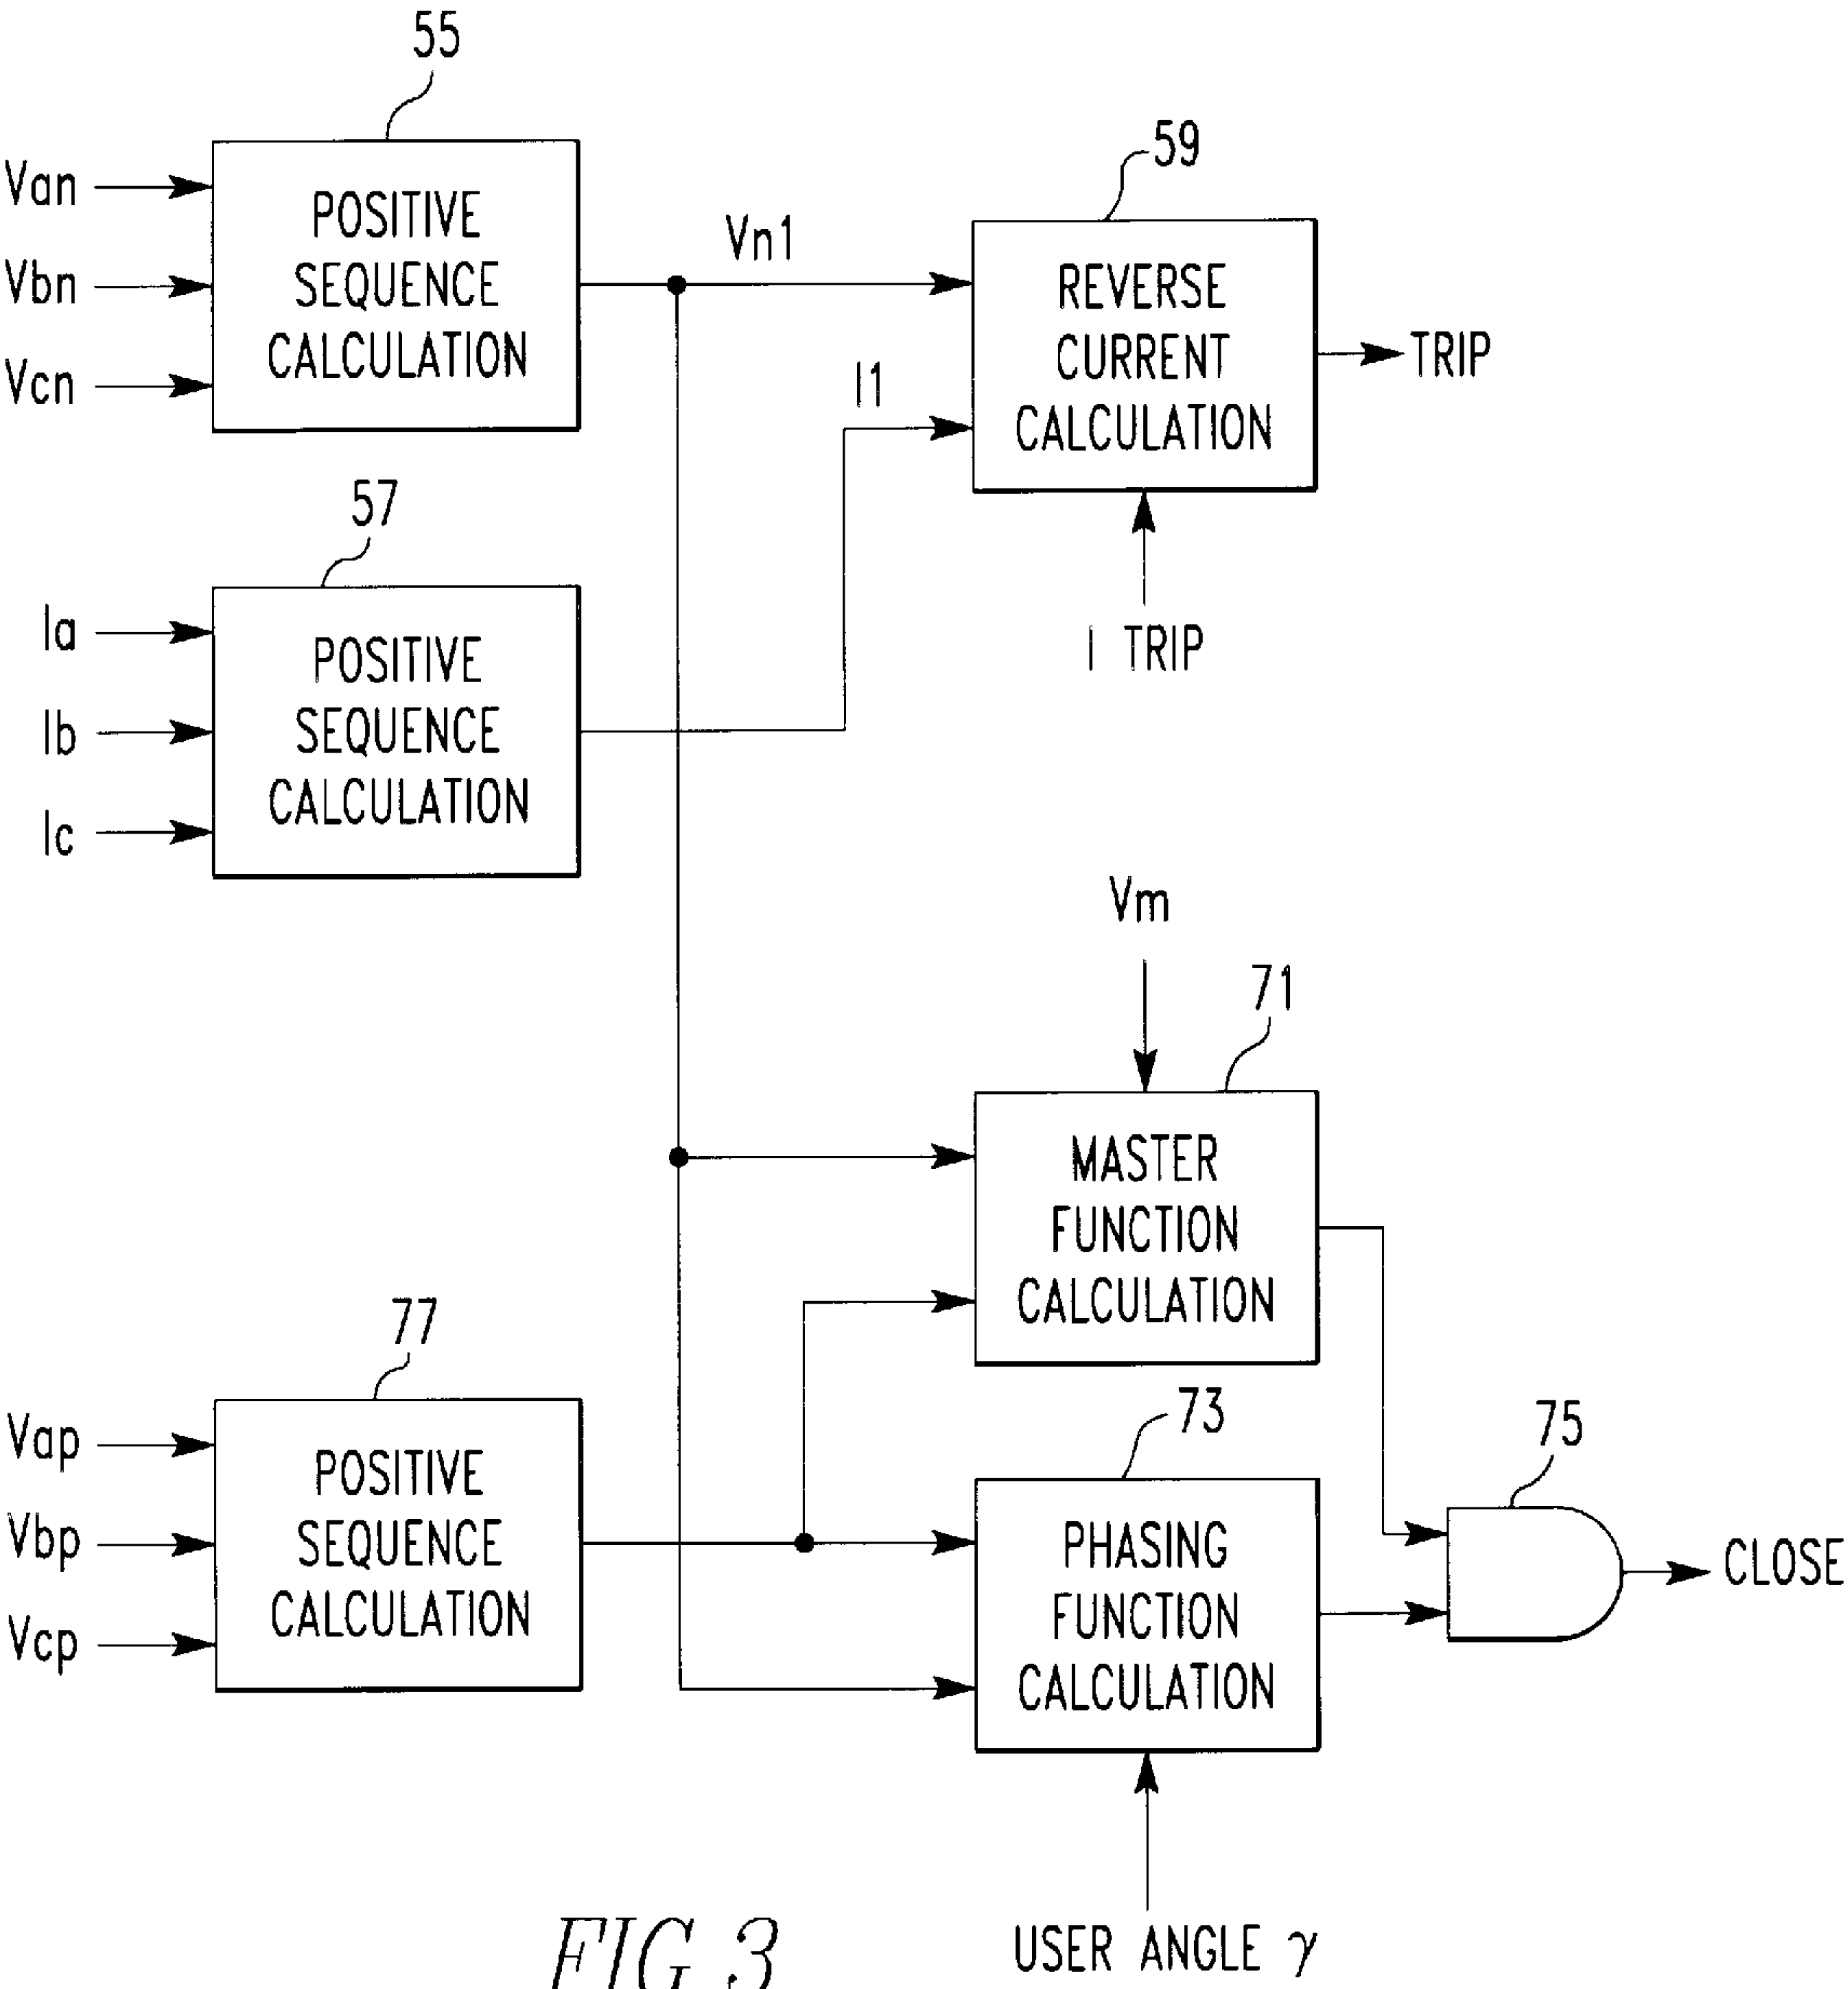 55
Van
Vbn
Vcn
POSITIVE
SEQUENCE
CALCULATION
Vn1
I1
59
REVERSE
CURRENT
CALCULATION
TRIP
I TRIP
57
Ia
Ib
Ic
POSITIVE
SEQUENCE
CALCULATION
Vm
71
MASTER
FUNCTION
CALCULATION
77
Vap
Vbp
Vcp
POSITIVE
SEQUENCE
CALCULATION
73
PHASING
FUNCTION
CALCULATION
75
CLOSE
USER ANGLE γ
FIG.3